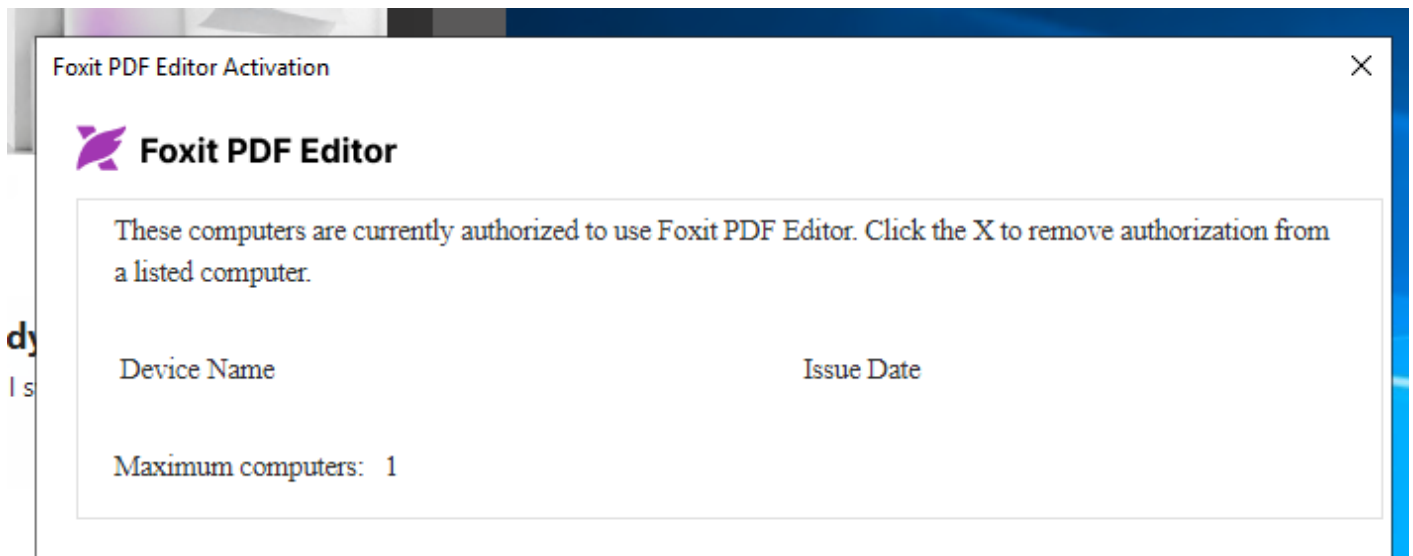 Foxit PDF Editor Activation
Foxit PDF Editor
These computers are currently authorized to use Foxit PDF Editor. Click the X to remove authorization from
a listed computer.
Device Name Issue Date
Maximum computers: 1